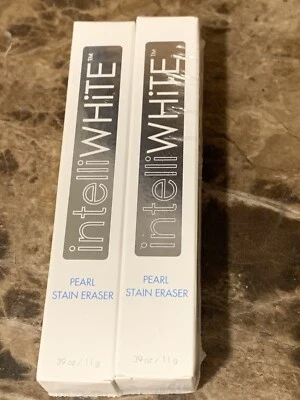 intelliWHiTE™
PEARL
STAIN ERASER
.39 oz / 11 g
intelliWHiTE™
PEARL
STAIN ERASER
.39 oz / 11 g